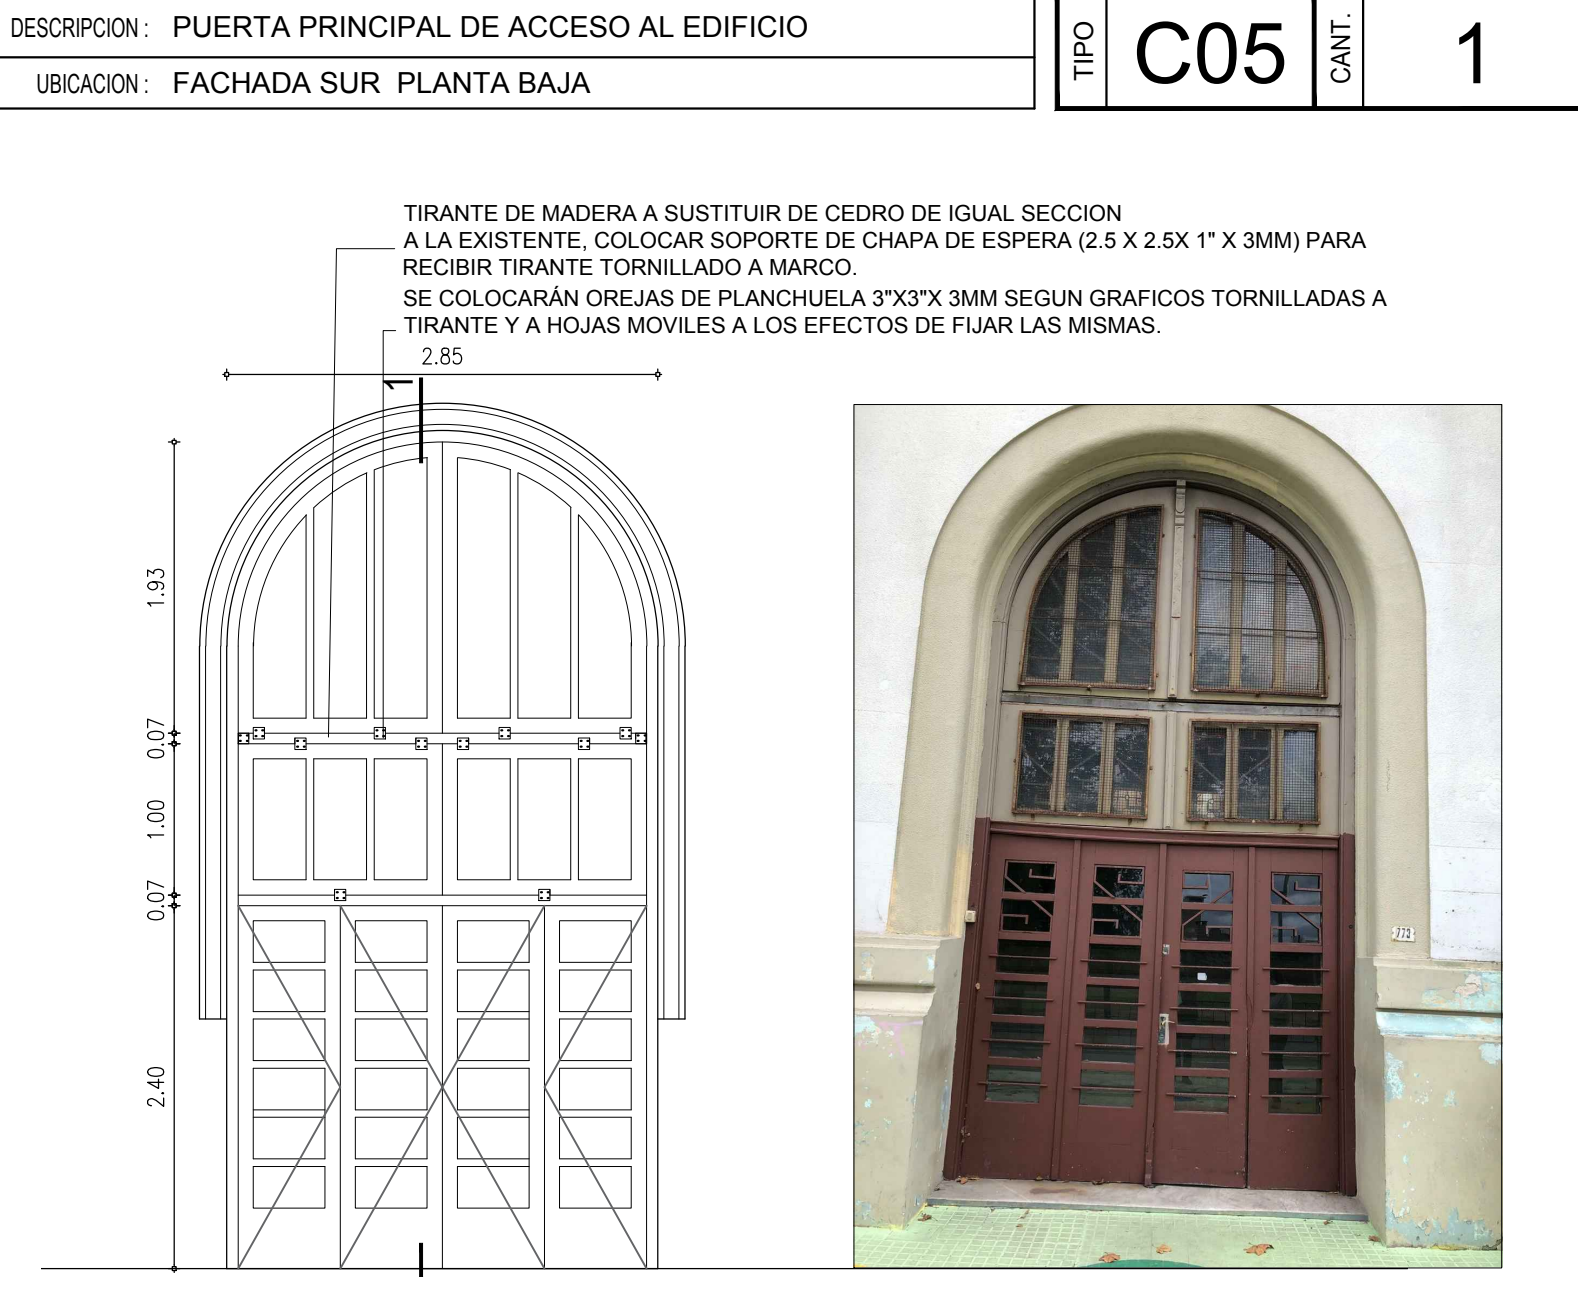 DESCRIPCION : PUERTA PRINCIPAL DE ACCESO AL EDIFICIO
UBICACION : FACHADA SUR PLANTA BAJA
TIPO C05 CANT. 1
TIRANTE DE MADERA A SUSTITUIR DE CEDRO DE IGUAL SECCION
A LA EXISTENTE, COLOCAR SOPORTE DE CHAPA DE ESPERA (2.5 X 2.5X 1" X 3MM) PARA
RECIBIR TIRANTE TORNILLADO A MARCO.
SE COLOCARÁN OREJAS DE PLANCHUELA 3"X3"X 3MM SEGUN GRAFICOS TORNILLADAS A
TIRANTE Y A HOJAS MOVILES A LOS EFECTOS DE FIJAR LAS MISMAS.
2.85
1
1.93
0.07
1.00
0.07
2.40
773